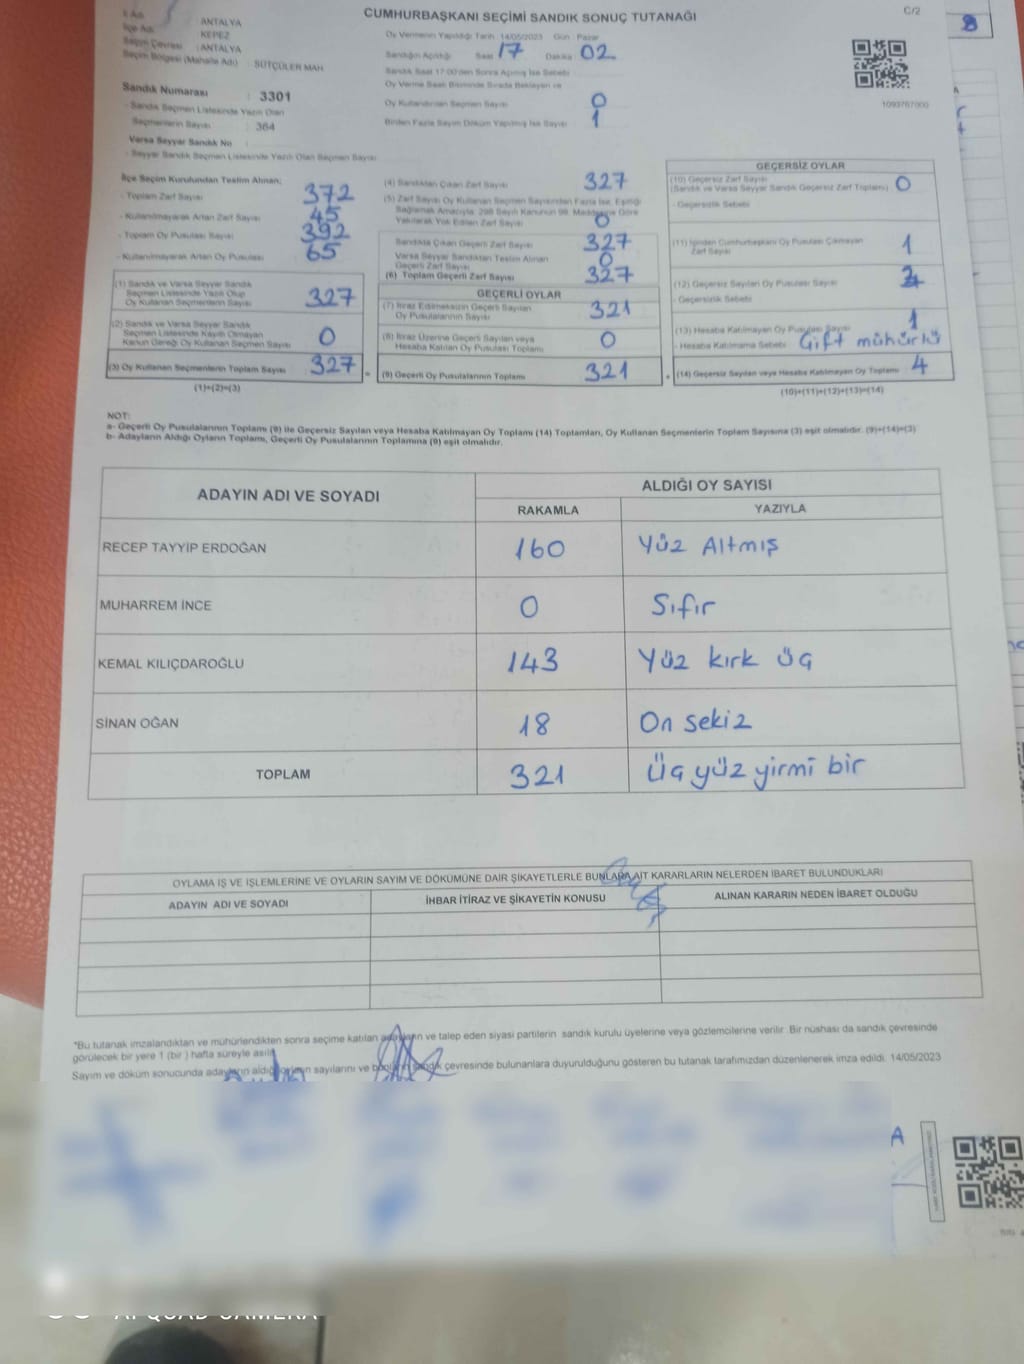 CUMHURBAŞKANI SEÇİMİ SANDIK SONUÇ TUTANAĞI
C/2
8
İli Adı ANTALYA
İlçe Adı KEPEZ
Seçim Çevresi : ANTALYA
Seçim Bölgesi (Mahalle Adı) : SÜTÇÜLER MAH.
Sandık Numarası : 3301
- Sandık Seçmen Listesinde Yazılı Olan
Seçmenlerin Sayısı : 364
Varsa Seyyar Sandık No
- Seyyar Sandık Seçmen Listesinde Yazılı Olan Seçmen Sayısı
Oy Vermenin Yapıldığı Tarih : 14/05/2023 Gün : Pazar
Sandığın Açıldığı Saat 17 Dakika 02
Sandık Saat 17:00'den Sonra Açılmış İse Sebebi
Oy Verme Saati Bitiminde Sırada Bekleyen ve
Oy Kullandırılan Seçmen Sayısı 0
Birden Fazla Sayım Döküm Yapılmış İse Sayısı 1
1093767000
İlçe Seçim Kurulundan Teslim Alınan;
- Toplam Zarf Sayısı 372
- Kullanılmayarak Artan Zarf Sayısı 45
- Toplam Oy Pusulası Sayısı 392
- Kullanılmayarak Artan Oy Pusulası 65
(1) Sandık ve Varsa Seyyar Sandık
Seçmen Listesinde Yazılı Olup
Oy Kullanan Seçmenlerin Sayısı 327
(2) Sandık ve Varsa Seyyar Sandık
Seçmen Listesinde Kayıtlı Olmayan
Kanun Gereği Oy Kullanan Seçmen Sayısı 0
(3) Oy Kullanan Seçmenlerin Toplam Sayısı 327
(1)+(2)=(3)
(4) Sandıktan Çıkan Zarf Sayısı 327
(5) Zarf Sayısı Oy Kullanan Seçmen Sayısından Fazla İse, Eşitliği
Sağlamak Amacıyla, 298 Sayılı Kanunun 98. Maddesine Göre
Yakılarak Yok Edilen Zarf Sayısı 0
Sandıkta Çıkan Geçerli Zarf Sayısı 327
Varsa Seyyar Sandıktan Teslim Alınan
Geçerli Zarf Sayısı 0
(6) Toplam Geçerli Zarf Sayısı 327
GEÇERLİ OYLAR
(7) İtiraz Edilmeksizin Geçerli Sayılan
Oy Pusulalarının Sayısı 321
(8) İtiraz Üzerine Geçerli Sayılan veya
Hesaba Katılan Oy Pusulası Toplamı 0
= (9) Geçerli Oy Pusulalarının Toplamı 321
GEÇERSİZ OYLAR
(10) Geçersiz Zarf Sayısı
(Sandık ve Varsa Seyyar Sandık Geçersiz Zarf Toplamı) 0
- Geçersizlik Sebebi
(11) İçinden Cumhurbaşkanı Oy Pusulası Çıkmayan
Zarf Sayısı 1
(12) Geçersiz Sayılan Oy Pusulası Sayısı
- Geçersizlik Sebebi
(13) Hesaba Katılmayan Oy Pusulası Sayısı 1
- Hesaba Katılmama Sebebi : Çift mühürlü
+ (14) Geçersiz Sayılan veya Hesaba Katılmayan Oy Toplamı : 4
(10)+(11)+(12)+(13)=(14)
NOT:
a- Geçerli Oy Pusulalarının Toplamı (9) ile Geçersiz Sayılan veya Hesaba Katılmayan Oy Toplamı (14) Toplamları, Oy Kullanan Seçmenlerin Toplam Sayısına (3) eşit olmalıdır. (9)+(14)=(3)
b- Adayların Aldığı Oyların Toplamı, Geçerli Oy Pusulalarının Toplamına (9) eşit olmalıdır.
ADAYIN ADI VE SOYADI
ALDIĞI OY SAYISI
RAKAMLA YAZIYLA
RECEP TAYYİP ERDOĞAN 160 Yüz Altmış
MUHARREM İNCE 0 Sıfır
KEMAL KILIÇDAROĞLU 143 Yüz kırk üç
SİNAN OĞAN 18 On sekiz
TOPLAM 321 Üç yüz yirmi bir
OYLAMA İŞ VE İŞLEMLERİNE VE OYLARIN SAYIM VE DÖKÜMÜNE DAİR ŞİKAYETLERLE BUNLARA AİT KARARLARIN NELERDEN İBARET BULUNDUKLARI
ADAYIN ADI VE SOYADI İHBAR İTİRAZ VE ŞİKAYETİN KONUSU ALINAN KARARIN NEDEN İBARET OLDUĞU
*Bu tutanak imzalandıktan ve mühürlendikten sonra seçime katılan adayların ve talep eden siyasi partilerin sandık kurulu üyelerine veya gözlemcilerine verilir. Bir nüshası da sandık çevresinde
görülecek bir yere 1 (bir) hafta süreyle asılır.
Sayım ve döküm sonucunda adayların aldığı oyların sayılarını ve sandık çevresinde bulunanlara duyurulduğunu gösteren bu tutanak tarafımızdan düzenlenerek imza edildi. 14/05/2023
A